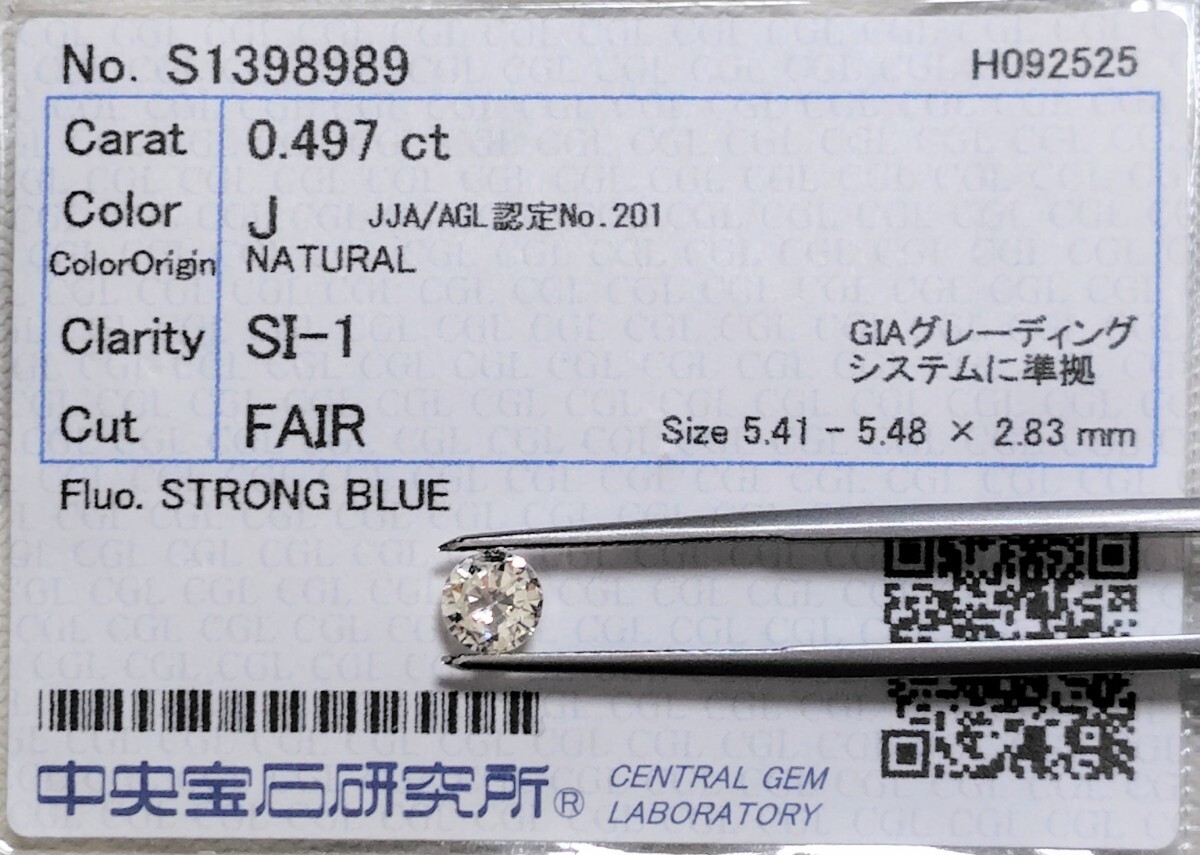 No. S1398989 H092525
Carat 0.497 ct
Color J JJA/AGL認定No.201
ColorOrigin NATURAL
Clarity SI-1 GIAグレーディング
システムに準拠
Cut FAIR Size 5.41 - 5.48 × 2.83 mm
Fluo. STRONG BLUE
中央宝石研究所® CENTRAL GEM
LABORATORY